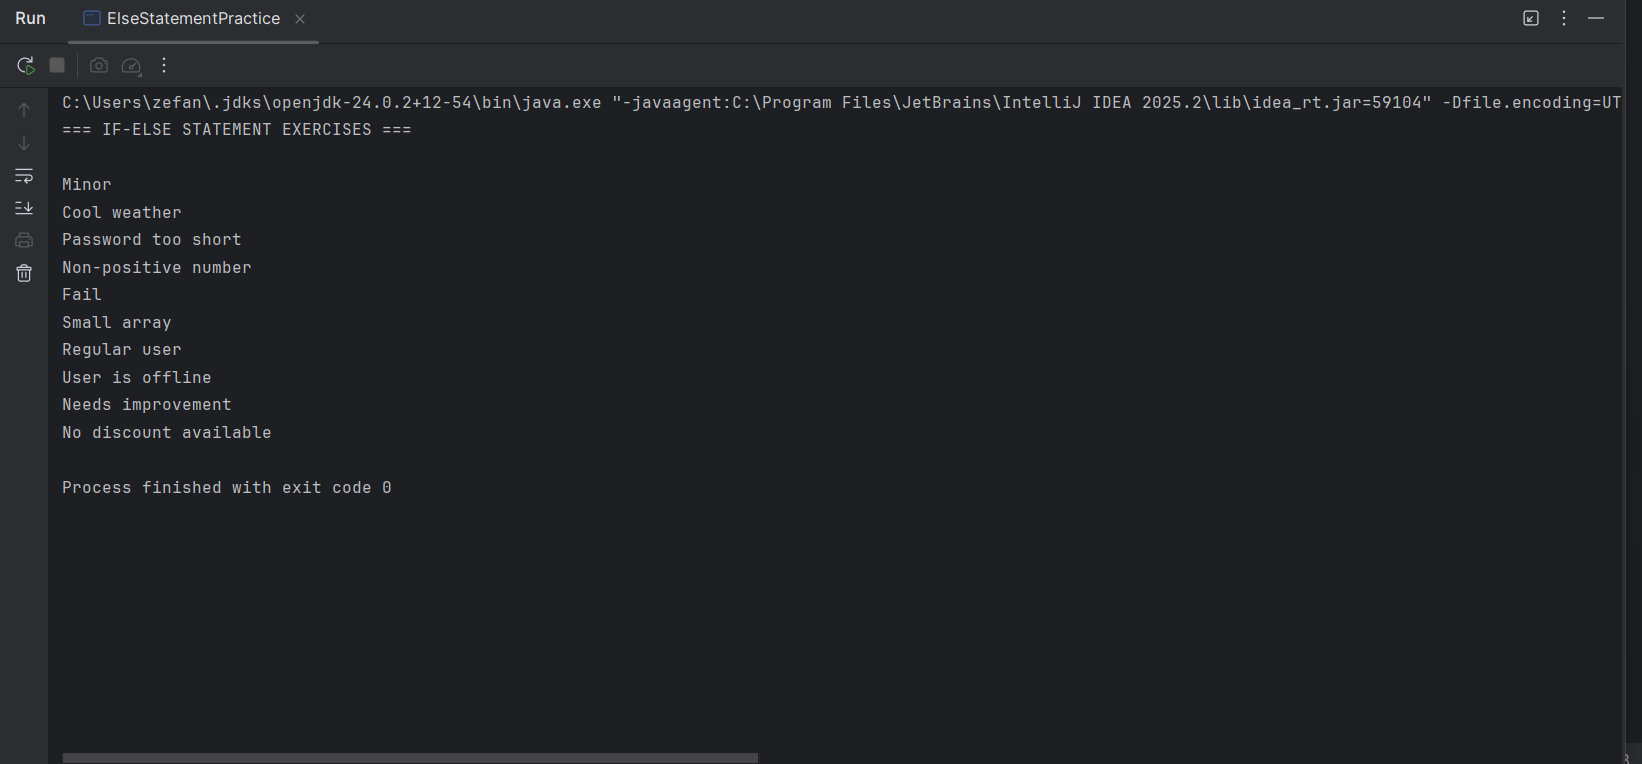 Run ElseStatementPractice
C:\Users\zefan\.jdks\openjdk-24.0.2+12-54\bin\java.exe "-javaagent:C:\Program Files\JetBrains\IntelliJ IDEA 2025.2\lib\idea_rt.jar=59104" -Dfile.encoding=UT
=== IF-ELSE STATEMENT EXERCISES ===
Minor
Cool weather
Password too short
Non-positive number
Fail
Small array
Regular user
User is offline
Needs improvement
No discount available
Process finished with exit code 0